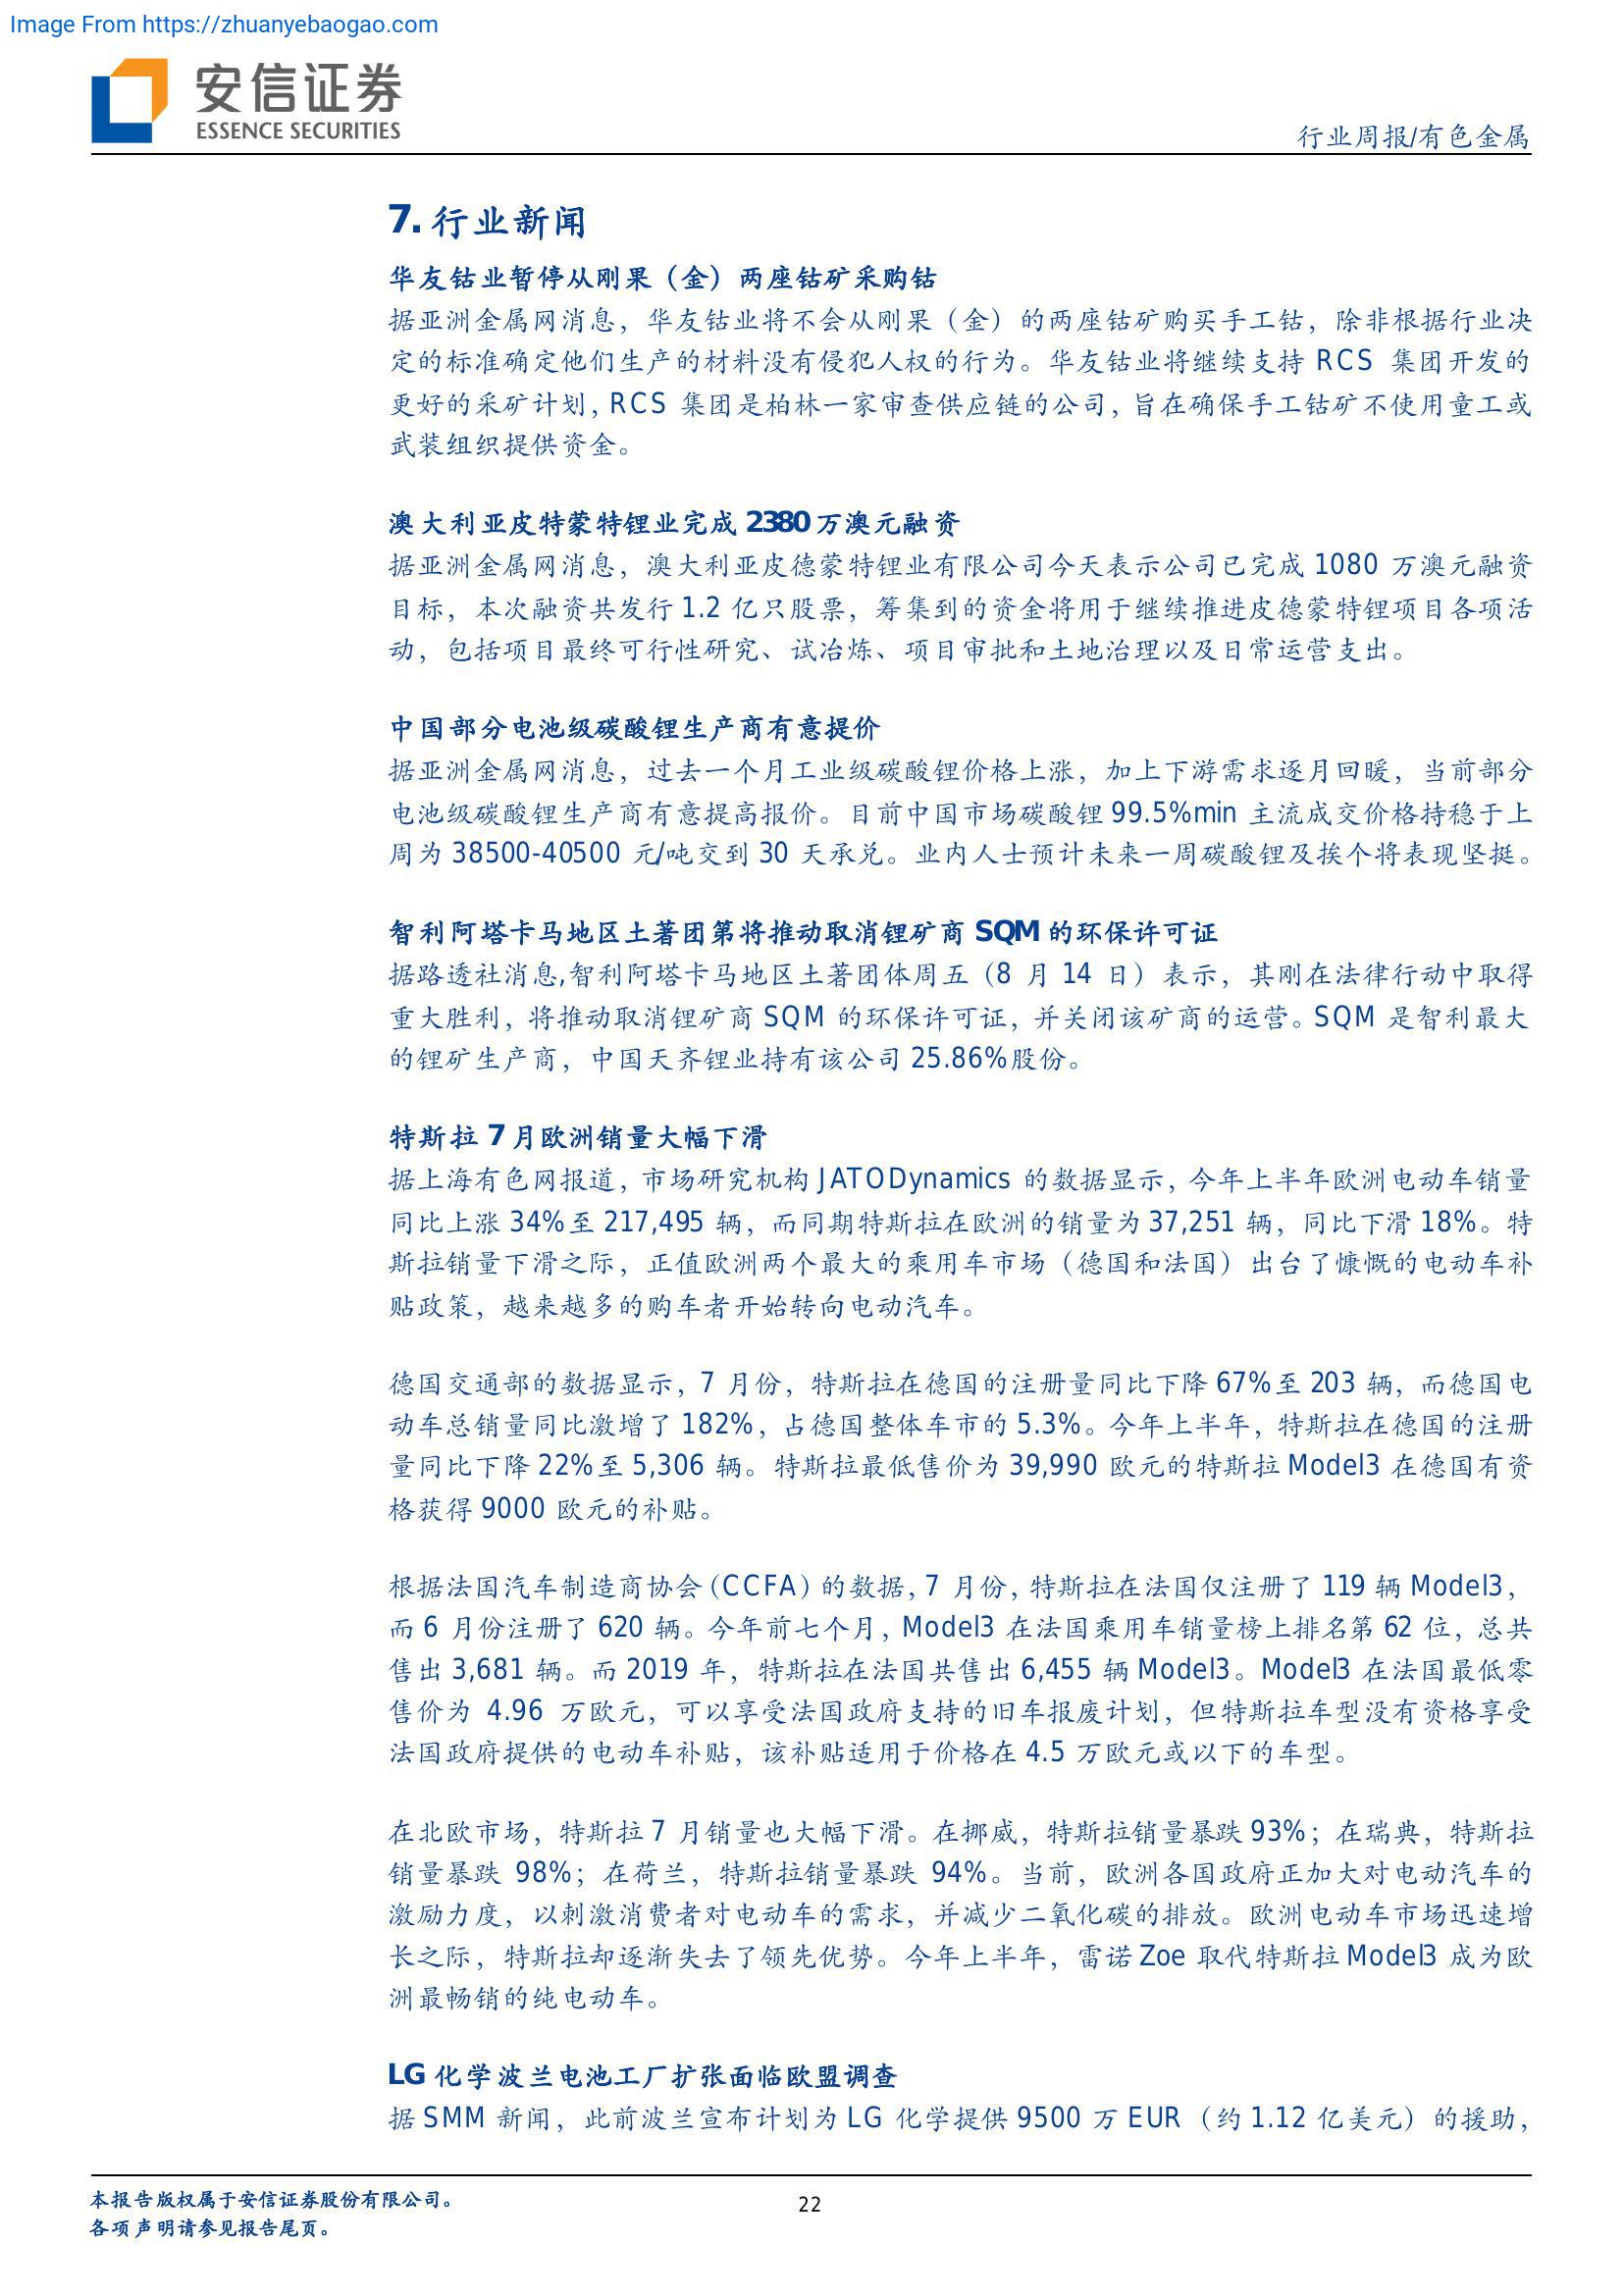 Image From https://zhuanyebaogao.com
安信证券
ESSENCE SECURITIES
行业周报/有色金属
7. 行业新闻
华友钴业暂停从刚果（金）两座钴矿采购钴
据亚洲金属网消息，华友钴业将不会从刚果（金）的两座钴矿购买手工钴，除非根据行业决
定的标准确定他们生产的材料没有侵犯人权的行为。华友钴业将继续支持 RCS 集团开发的
更好的采矿计划，RCS 集团是柏林一家审查供应链的公司，旨在确保手工钴矿不使用童工或
武装组织提供资金。
澳大利亚皮特蒙特锂业完成 2380 万澳元融资
据亚洲金属网消息，澳大利亚皮德蒙特锂业有限公司今天表示公司已完成 1080 万澳元融资
目标，本次融资共发行 1.2 亿只股票，筹集到的资金将用于继续推进皮德蒙特锂项目各项活
动，包括项目最终可行性研究、试冶炼、项目审批和土地治理以及日常运营支出。
中国部分电池级碳酸锂生产商有意提价
据亚洲金属网消息，过去一个月工业级碳酸锂价格上涨，加上下游需求逐月回暖，当前部分
电池级碳酸锂生产商有意提高报价。目前中国市场碳酸锂 99.5%min 主流成交价格持稳于上
周为 38500-40500 元/吨交到 30 天承兑。业内人士预计未来一周碳酸锂及挨个将表现坚挺。
智利阿塔卡马地区土著团第将推动取消锂矿商 SQM 的环保许可证
据路透社消息,智利阿塔卡马地区土著团体周五（8 月 14 日）表示，其刚在法律行动中取得
重大胜利，将推动取消锂矿商 SQM 的环保许可证，并关闭该矿商的运营。SQM 是智利最大
的锂矿生产商，中国天齐锂业持有该公司 25.86%股份。
特斯拉 7 月欧洲销量大幅下滑
据上海有色网报道，市场研究机构 JATODynamics 的数据显示，今年上半年欧洲电动车销量
同比上涨 34%至 217,495 辆，而同期特斯拉在欧洲的销量为 37,251 辆，同比下滑 18%。特
斯拉销量下滑之际，正值欧洲两个最大的乘用车市场（德国和法国）出台了慷慨的电动车补
贴政策，越来越多的购车者开始转向电动汽车。
德国交通部的数据显示，7 月份，特斯拉在德国的注册量同比下降 67%至 203 辆，而德国电
动车总销量同比激增了 182%，占德国整体车市的 5.3%。今年上半年，特斯拉在德国的注册
量同比下降 22%至 5,306 辆。特斯拉最低售价为 39,990 欧元的特斯拉 Model3 在德国有资
格获得 9000 欧元的补贴。
根据法国汽车制造商协会（CCFA）的数据，7 月份，特斯拉在法国仅注册了 119 辆 Model3，
而 6 月份注册了 620 辆。今年前七个月，Model3 在法国乘用车销量榜上排名第 62 位，总共
售出 3,681 辆。而 2019 年，特斯拉在法国共售出 6,455 辆 Model3。Model3 在法国最低零
售价为 4.96 万欧元，可以享受法国政府支持的旧车报废计划，但特斯拉车型没有资格享受
法国政府提供的电动车补贴，该补贴适用于价格在 4.5 万欧元或以下的车型。
在北欧市场，特斯拉 7 月销量也大幅下滑。在挪威，特斯拉销量暴跌 93%；在瑞典，特斯拉
销量暴跌 98%；在荷兰，特斯拉销量暴跌 94%。当前，欧洲各国政府正加大对电动汽车的
激励力度，以刺激消费者对电动车的需求，并减少二氧化碳的排放。欧洲电动车市场迅速增
长之际，特斯拉却逐渐失去了领先优势。今年上半年，雷诺 Zoe 取代特斯拉 Model3 成为欧
洲最畅销的纯电动车。
LG 化学波兰电池工厂扩张面临欧盟调查
据 SMM 新闻，此前波兰宣布计划为 LG 化学提供 9500 万 EUR（约 1.12 亿美元）的援助，
本报告版权属于安信证券股份有限公司。
22
各项声明请参见报告尾页。